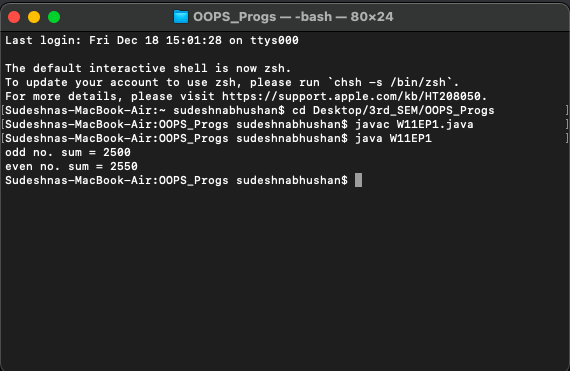 OOPS_Progs — -bash — 80×24
Last login: Fri Dec 18 15:01:28 on ttys000
The default interactive shell is now zsh.
To update your account to use zsh, please run `chsh -s /bin/zsh`.
For more details, please visit https://support.apple.com/kb/HT208050.
[Sudeshnas-MacBook-Air:~ sudeshnabhushan$ cd Desktop/3rd_SEM/OOPS_Progs ]
[Sudeshnas-MacBook-Air:OOPS_Progs sudeshnabhushan$ javac W11EP1.java ]
[Sudeshnas-MacBook-Air:OOPS_Progs sudeshnabhushan$ java W11EP1 ]
odd no. sum = 2500
even no. sum = 2550
Sudeshnas-MacBook-Air:OOPS_Progs sudeshnabhushan$